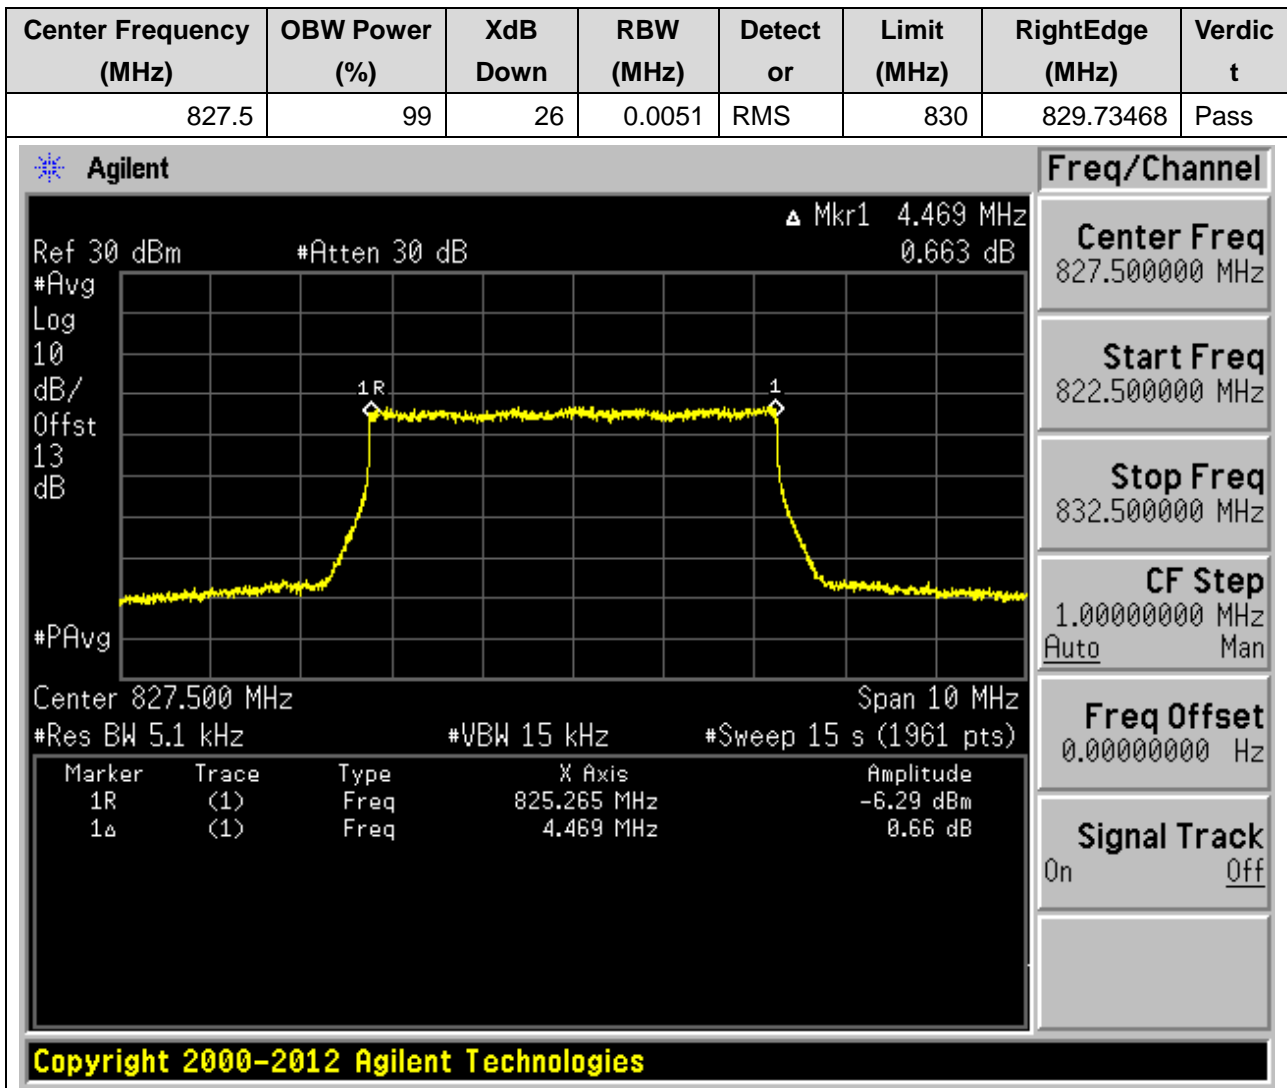 Center Frequency (MHz) OBW Power (%) XdB Down RBW (MHz) Detect or Limit (MHz) RightEdge (MHz) Verdic t
827.5 99 26 0.0051 RMS 830 829.73468 Pass
Agilent
Freq/Channel
Δ Mkr1 4.469 MHz
Ref 30 dBm #Atten 30 dB 0.663 dB
#Avg
Log
10
dB/
Offst
13
dB
1R
1
#PAvg
Center 827.500 MHz Span 10 MHz
#Res BW 5.1 kHz #VBW 15 kHz #Sweep 15 s (1961 pts)
Marker Trace Type X Axis Amplitude
1R (1) Freq 825.265 MHz -6.29 dBm
1Δ (1) Freq 4.469 MHz 0.66 dB
Center Freq
827.500000 MHz
Start Freq
822.500000 MHz
Stop Freq
832.500000 MHz
CF Step
1.00000000 MHz
Auto Man
Freq Offset
0.00000000 Hz
Signal Track
On Off
Copyright 2000-2012 Agilent Technologies